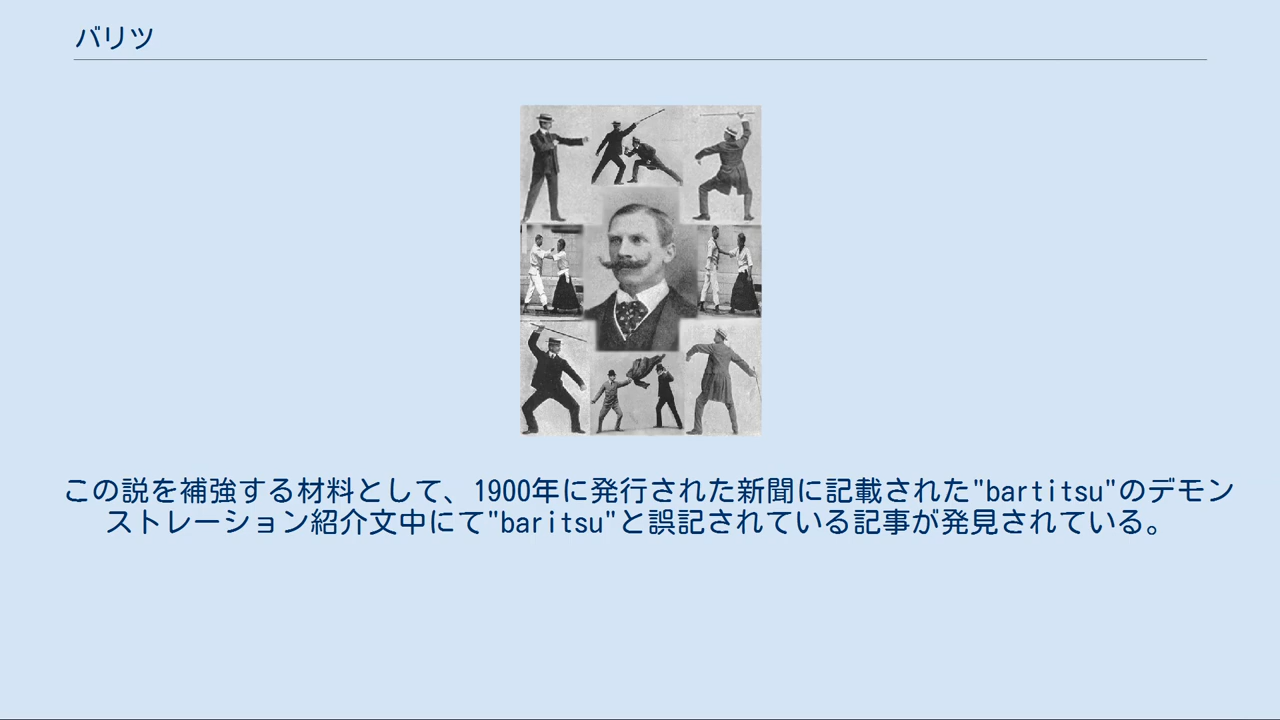 バリツ
この説を補強する材料として、1900年に発行された新聞に記載された"bartitsu"のデモン
ストレーション紹介文中にて"baritsu"と誤記されている記事が発見されている。